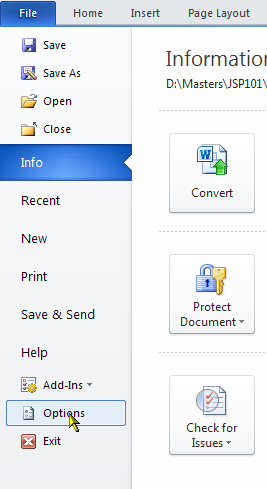 File Home Insert Page Layout
Save
Save As
Open
Close
Info
Recent
New
Print
Save & Send
Help
Add-Ins
Options
Exit
Information
D:\Masters\JSP101\
Convert
Protect
Document
Check for
Issues